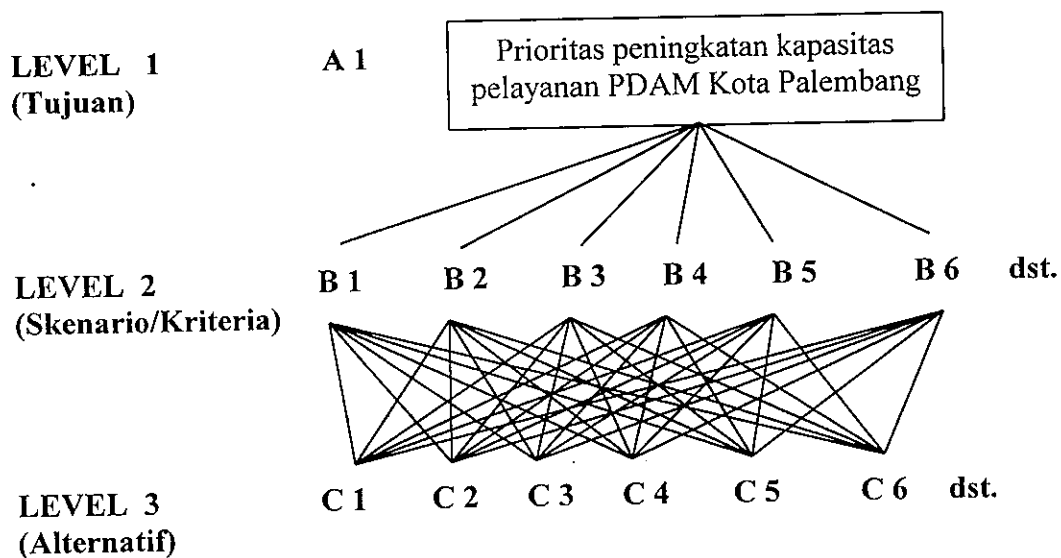 LEVEL 1
(Tujuan)
A 1
Prioritas peningkatan kapasitas
pelayanan PDAM Kota Palembang
LEVEL 2
(Skenario/Kriteria)
B 1 B 2 B 3 B 4 B 5 B 6 dst.
LEVEL 3
(Alternatif)
C 1 C 2 C 3 C 4 C 5 C 6 dst.